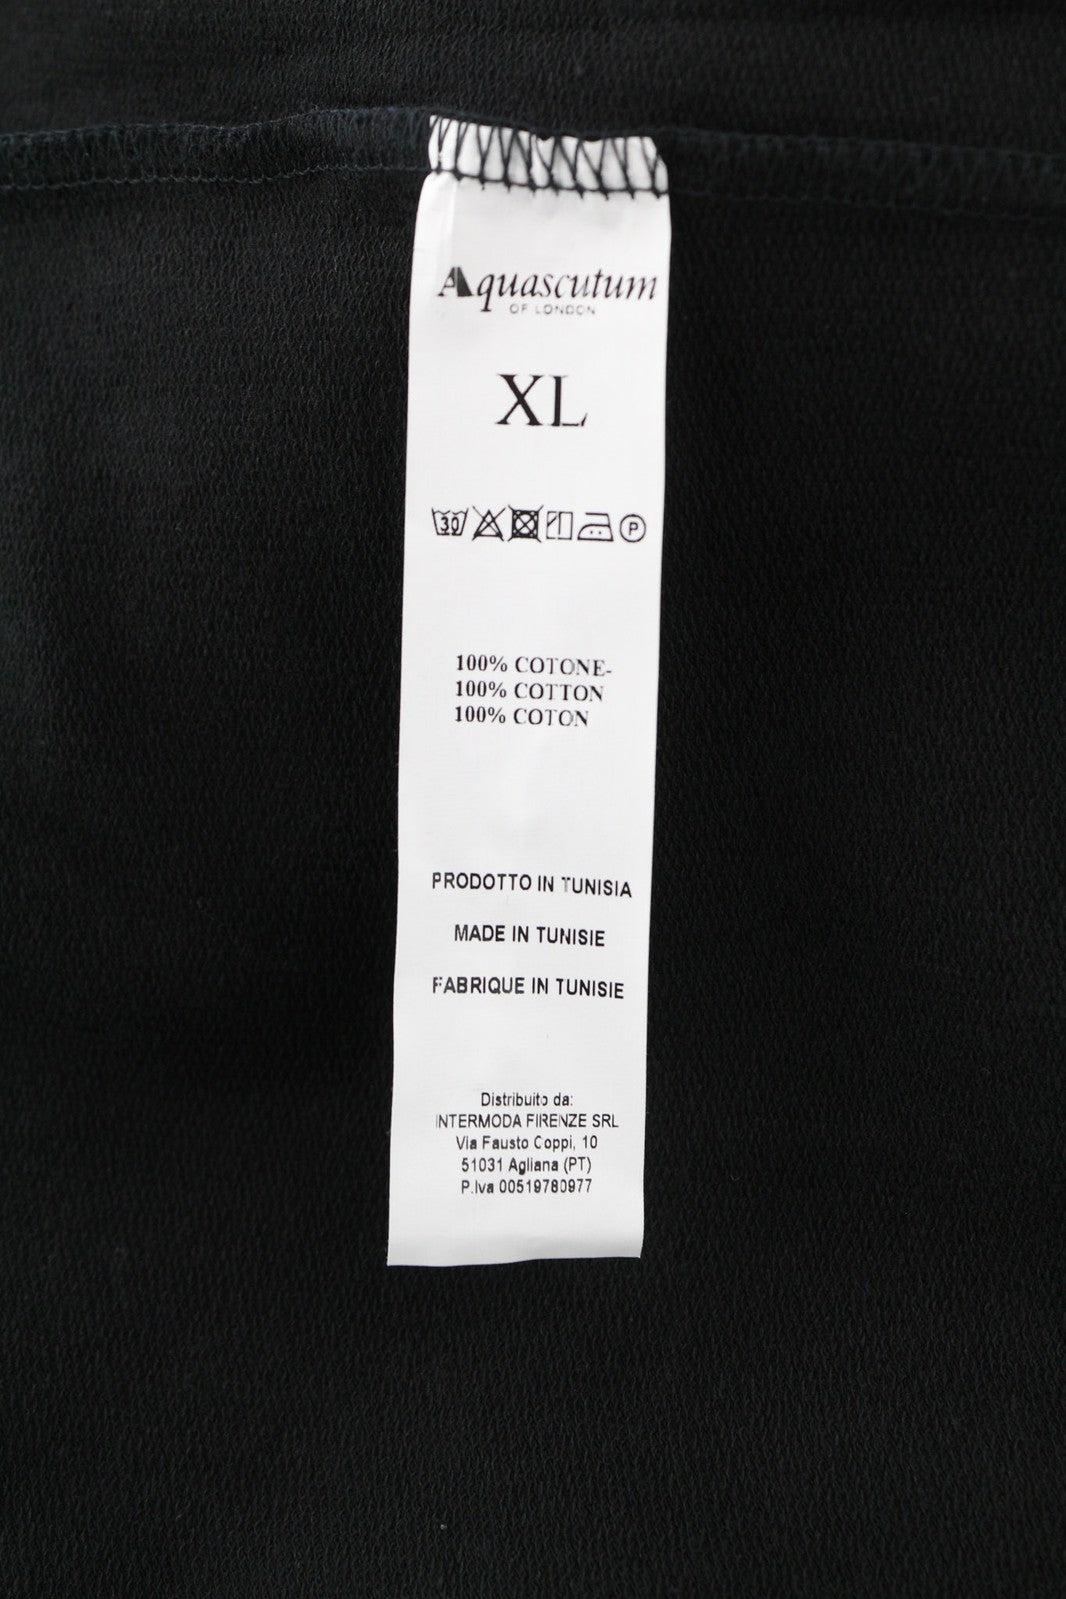 Aquascutum
OF LONDON
XL
30 P
100% COTONE-
100% COTTON
100% COTON
PRODOTTO IN TUNISIA
MADE IN TUNISIE
FABRIQUE IN TUNISIE
Distribuito da:
INTERMODA FIRENZE SRL
Via Fausto Coppi, 10
51031 Agliana (PT)
P.Iva 00519780977